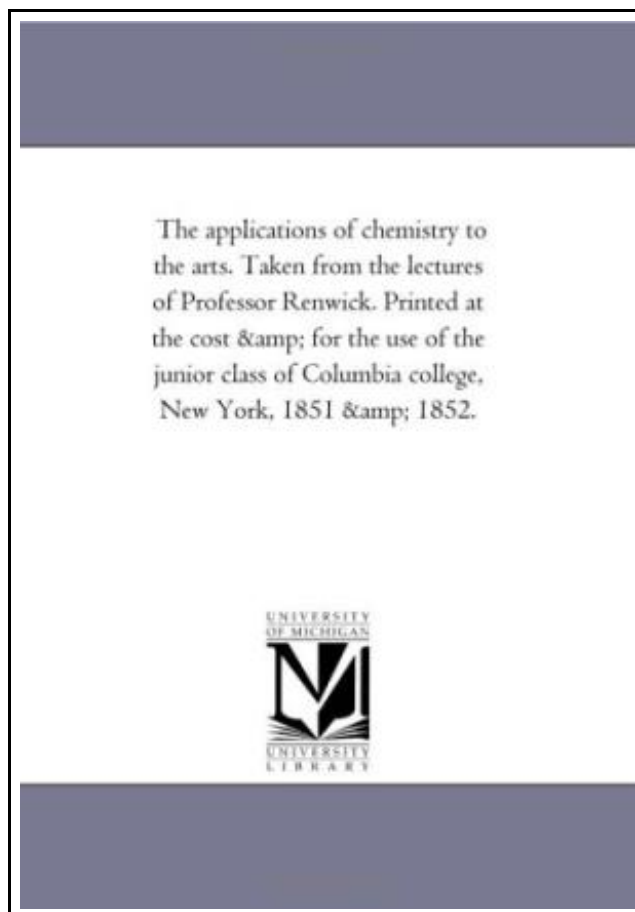 The applications of chemistry to
the arts. Taken from the lectures
of Professor Renwick. Printed at
the cost &amp; for the use of the
junior class of Columbia college,
New York, 1851 &amp; 1852.
UNIVERSITY
OF MICHIGAN
UNIVERSITY
LIBRARY